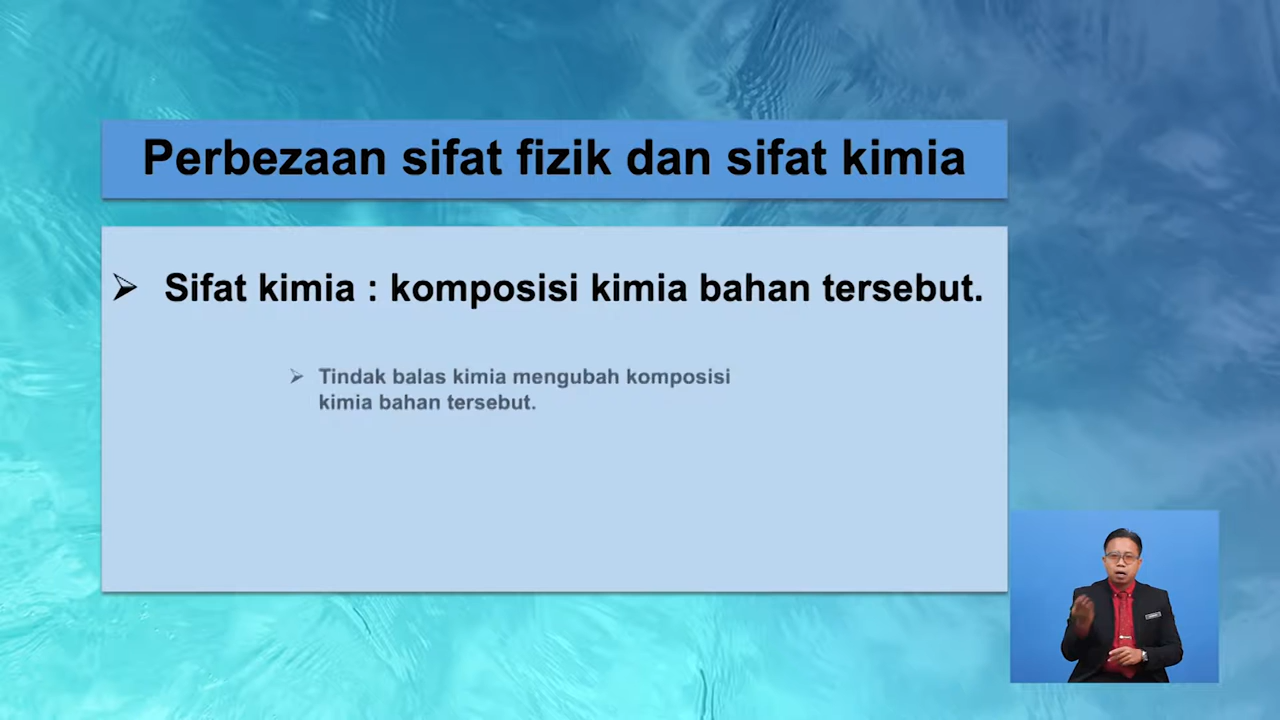 Perbezaan sifat fizik dan sifat kimia
➢ Sifat kimia : komposisi kimia bahan tersebut.
➢ Tindak balas kimia mengubah komposisi
kimia bahan tersebut.